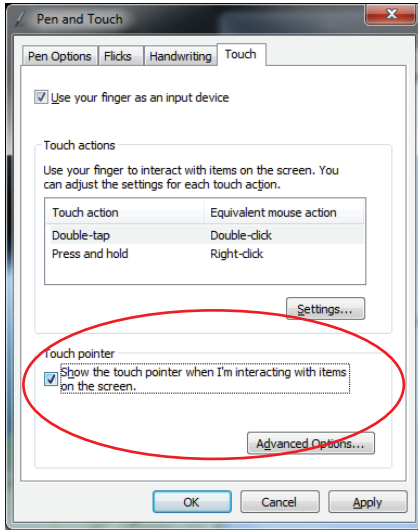 Pen and Touch
Pen Options Flicks Handwriting Touch
Use your finger as an input device
Touch actions
Use your finger to interact with items on the screen. You
can adjust the settings for each touch action.
Touch action Equivalent mouse action
Double-tap Double-click
Press and hold Right-click
Settings...
Touch pointer
Show the touch pointer when I'm interacting with items
on the screen.
Advanced Options...
OK Cancel Apply